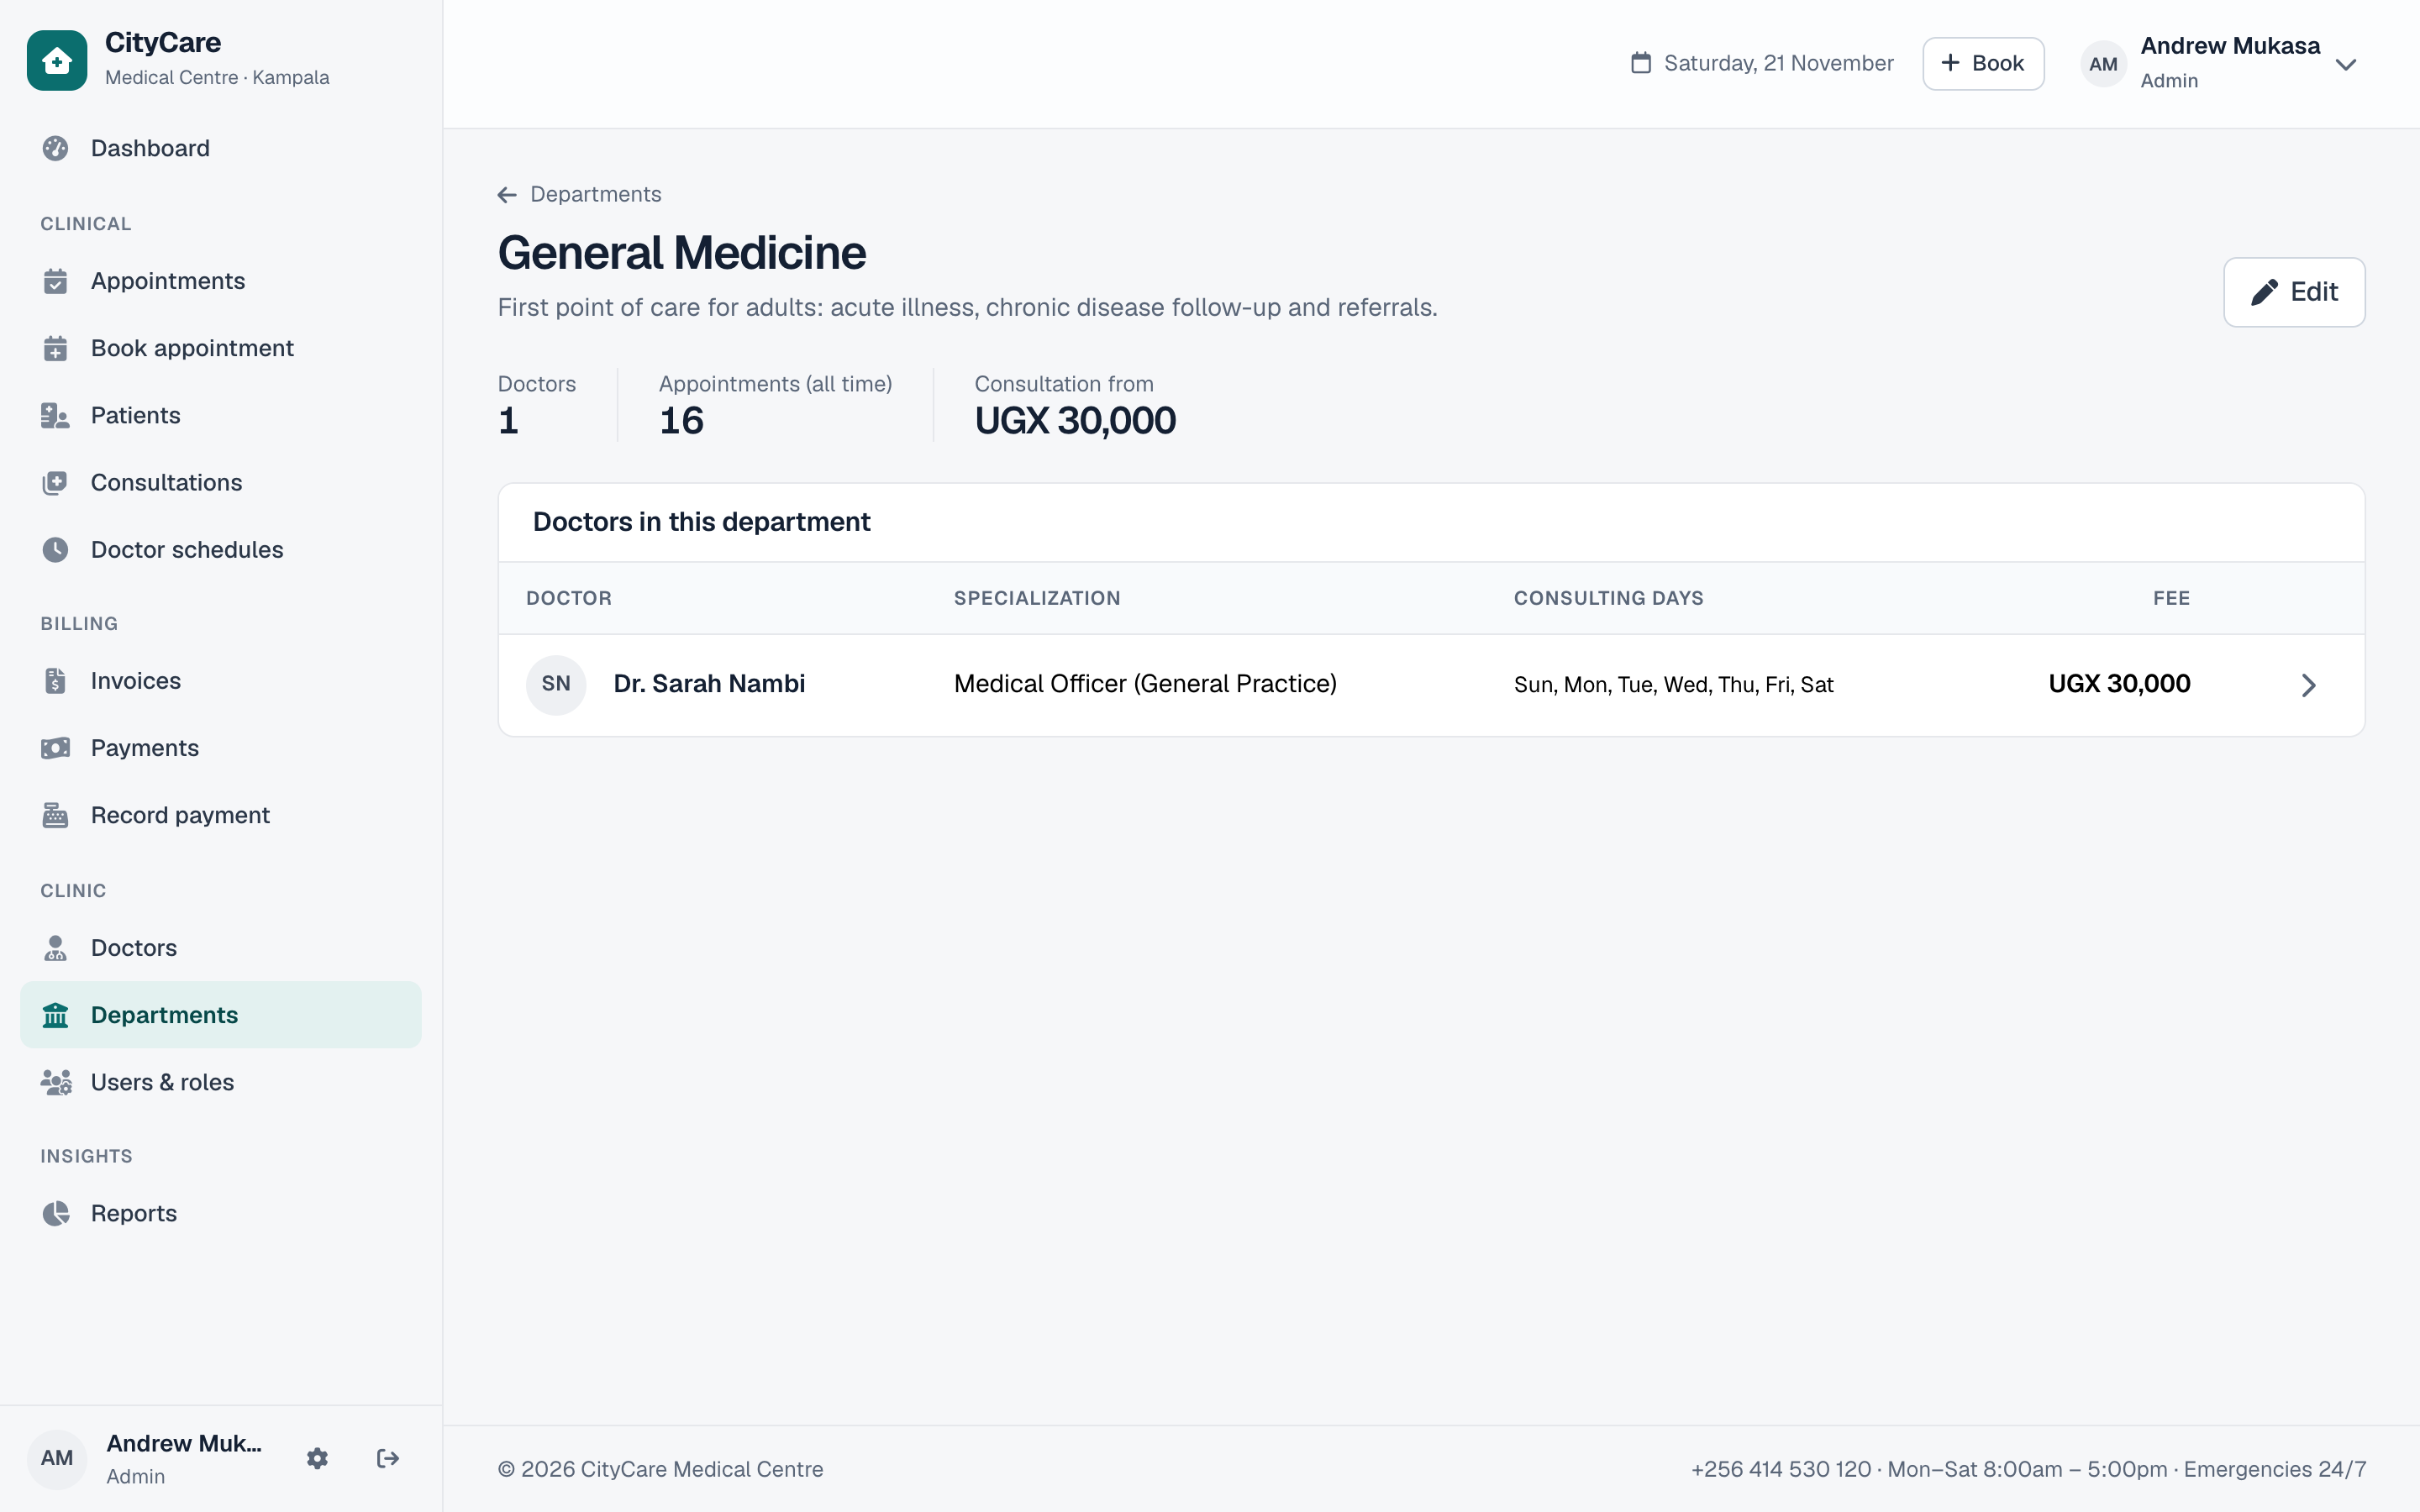 CityCare
Medical Centre · Kampala
Dashboard
CLINICAL
Appointments
Book appointment
Patients
Consultations
Doctor schedules
BILLING
Invoices
Payments
Record payment
CLINIC
Doctors
Departments
Users & roles
INSIGHTS
Reports
AM
Andrew Muk...
Admin
Saturday, 21 November
Book
AM
Andrew Mukasa
Admin
Departments
General Medicine
First point of care for adults: acute illness, chronic disease follow-up and referrals.
Edit
Doctors
1
Appointments (all time)
16
Consultation from
UGX 30,000
Doctors in this department
DOCTOR SPECIALIZATION CONSULTING DAYS FEE
SN Dr. Sarah Nambi Medical Officer (General Practice) Sun, Mon, Tue, Wed, Thu, Fri, Sat UGX 30,000
© 2026 CityCare Medical Centre
+256 414 530 120 · Mon–Sat 8:00am – 5:00pm · Emergencies 24/7